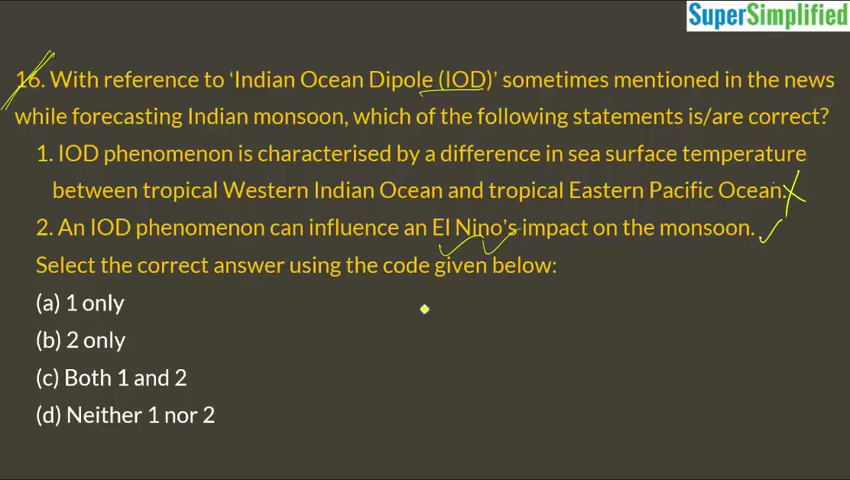 SuperSimplified
16. With reference to ‘Indian Ocean Dipole (IOD)’ sometimes mentioned in the news
while forecasting Indian monsoon, which of the following statements is/are correct?
1. IOD phenomenon is characterised by a difference in sea surface temperature
between tropical Western Indian Ocean and tropical Eastern Pacific Ocean.
2. An IOD phenomenon can influence an El Nino’s impact on the monsoon.
Select the correct answer using the code given below:
(a) 1 only
(b) 2 only
(c) Both 1 and 2
(d) Neither 1 nor 2